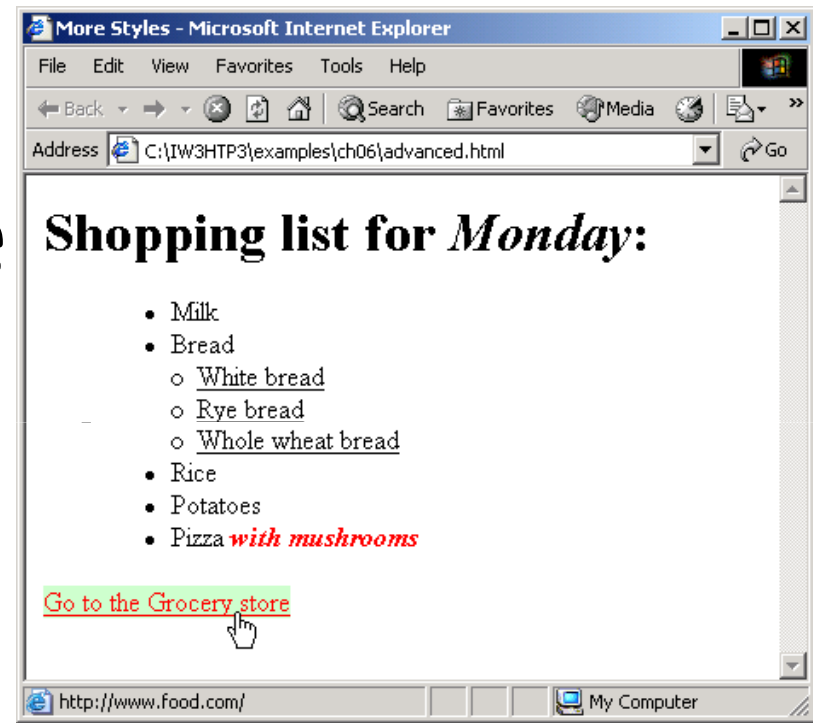 More Styles - Microsoft Internet Explorer
File Edit View Favorites Tools Help
Back Search Favorites Media »
Address C:\IW3HTP3\examples\ch06\advanced.html Go
Shopping list for Monday:
• Milk
• Bread
○ White bread
○ Rye bread
○ Whole wheat bread
• Rice
• Potatoes
• Pizza with mushrooms
Go to the Grocery store
http://www.food.com/ My Computer